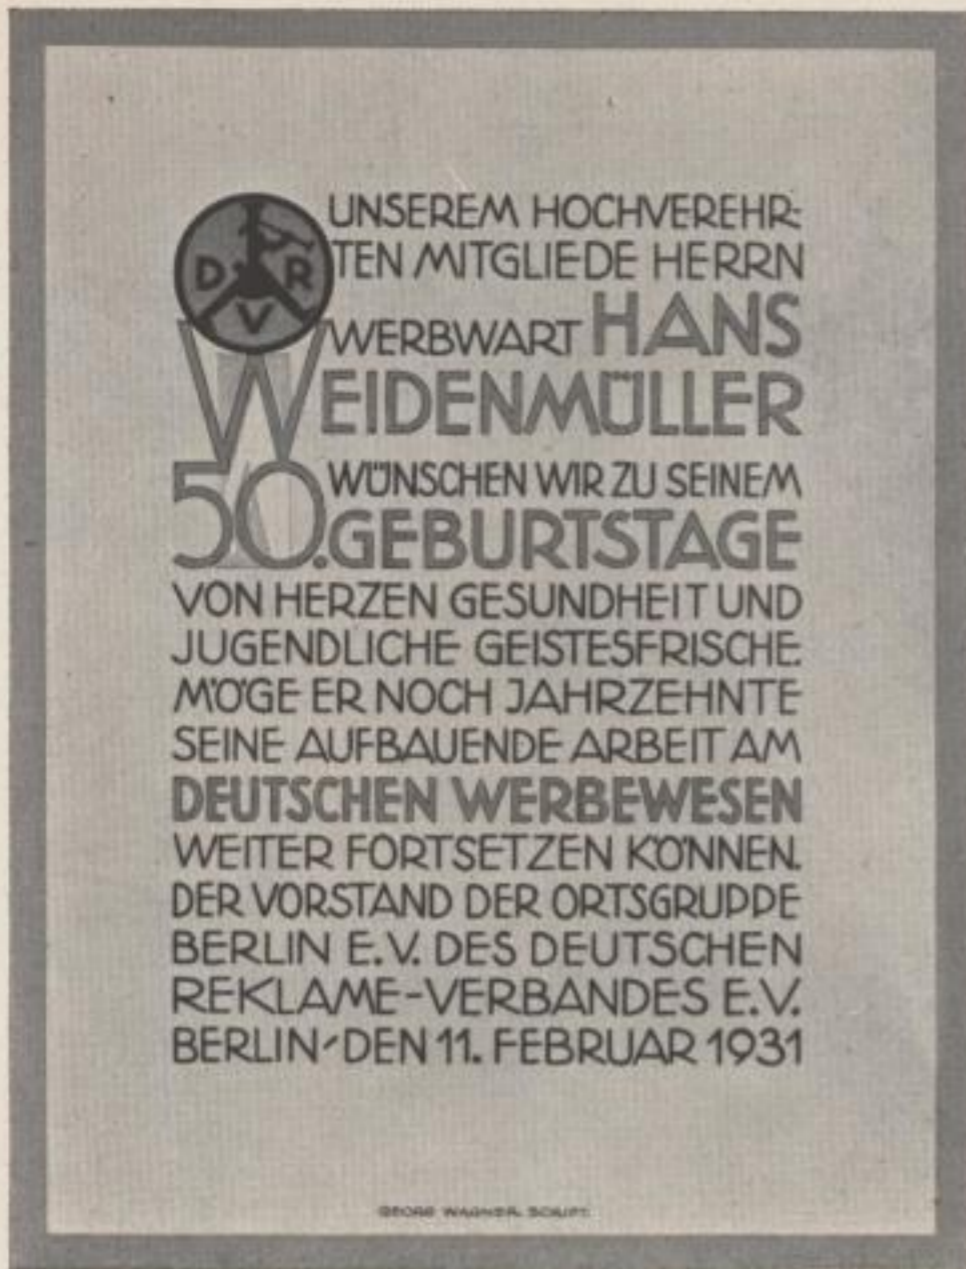 UNSEREM HOCHVEREHR-
TEN MITGLIEDE HERRN
D R
V
WERBWART HANS
WEIDENMÜLLER
WÜNSCHEN WIR ZU SEINEM
50. GEBURTSTAGE
VON HERZEN GESUNDHEIT UND
JUGENDLICHE GEISTESFRISCHE.
MÖGE ER NOCH JAHRZEHNTE
SEINE AUFBAUENDE ARBEIT AM
DEUTSCHEN WERBEWESEN
WEITER FORTSETZEN KÖNNEN.
DER VORSTAND DER ORTSGRUPPE
BERLIN E.V. DES DEUTSCHEN
REKLAME-VERBANDES E.V.
BERLIN-DEN 11. FEBRUAR 1931
GEORG WAGNER SCRIPT.